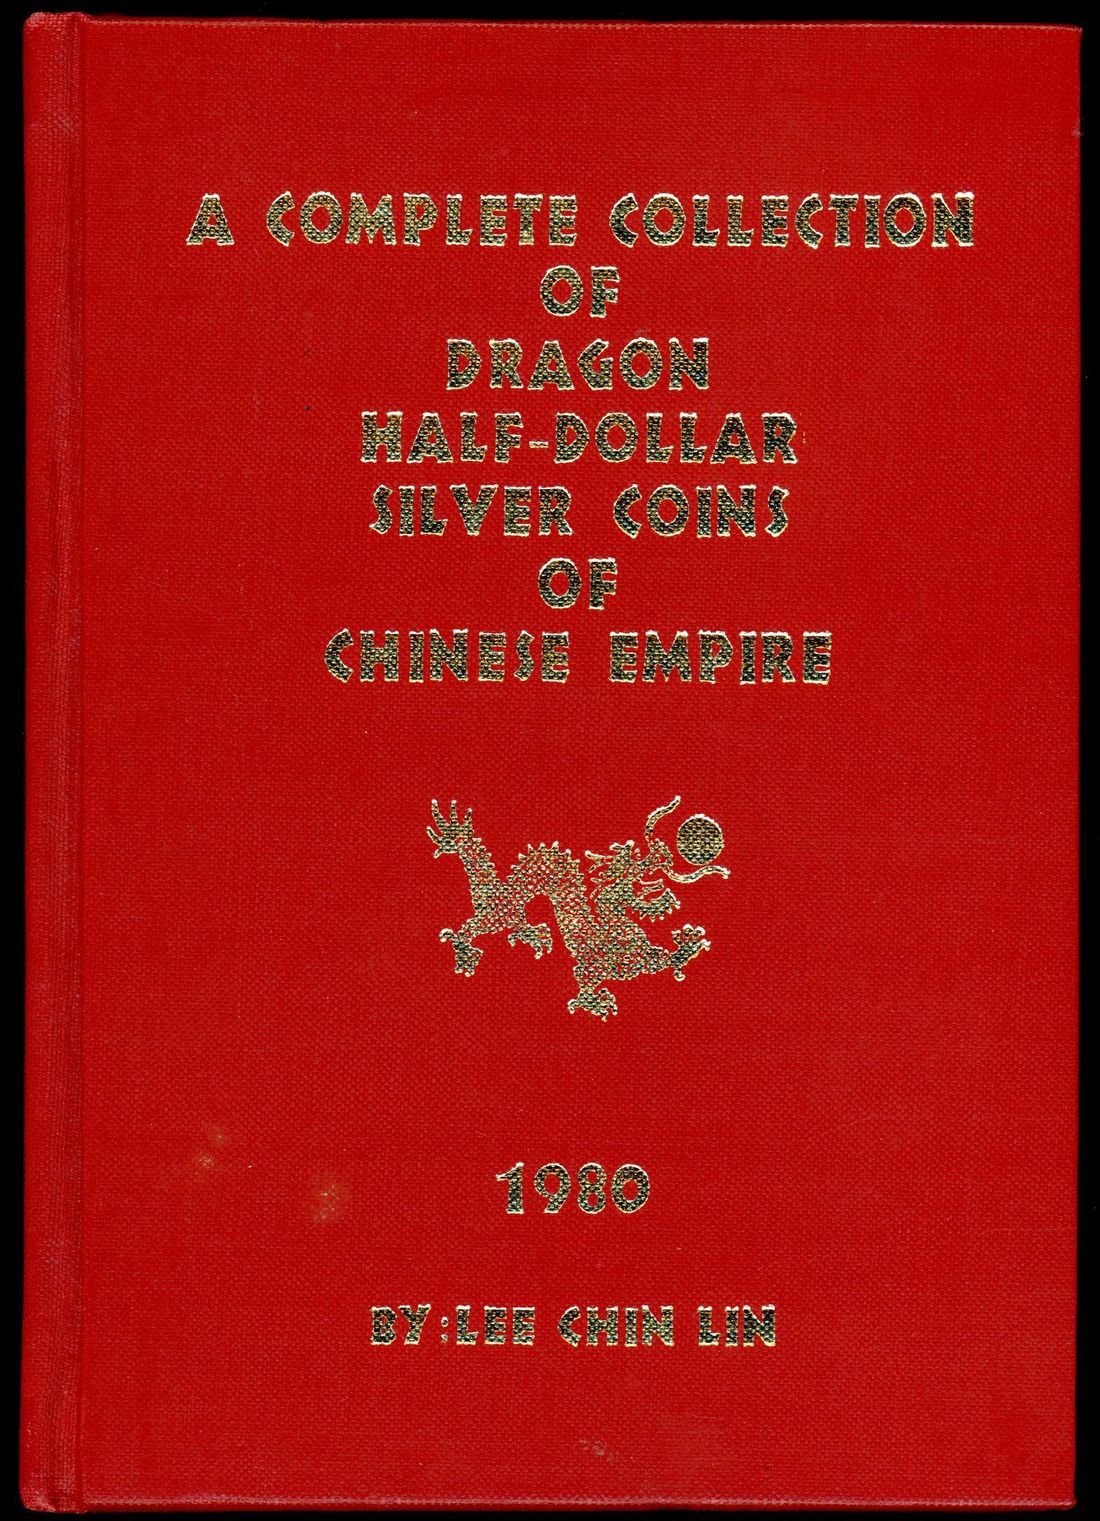 A COMPLETE COLLECTION
OF
DRAGON
HALF-DOLLAR
SILVER COINS
OF
CHINESE EMPIRE
1980
BY:LEE CHIN LIN